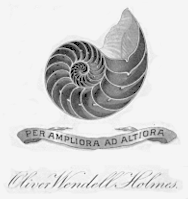 PER AMPLIORA AD ALTIORA
Oliver Wendell Holmes.